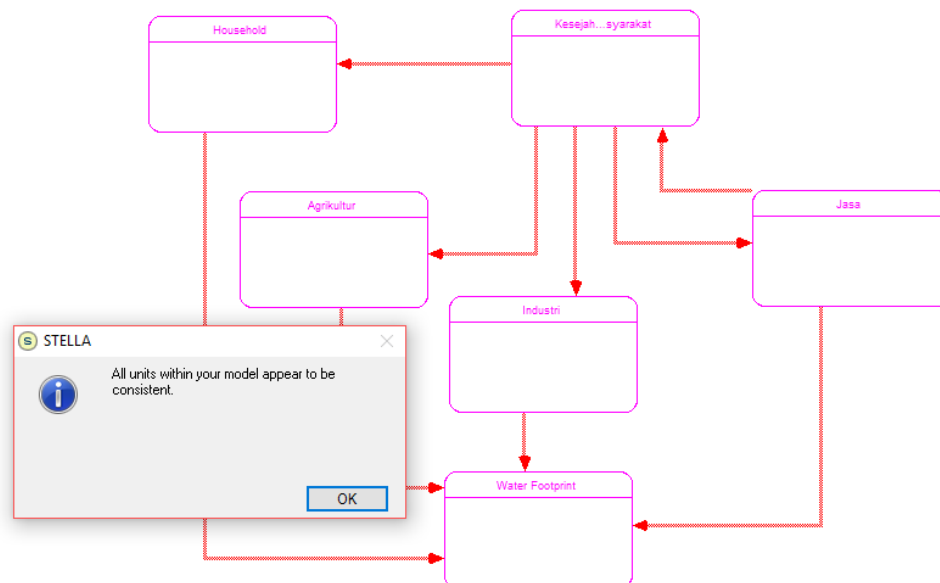 Household
Kesejah...syarakat
Agrikultur
Jasa
Industri
S STELLA
All units within your model appear to be
consistent.
OK
Water Footprint